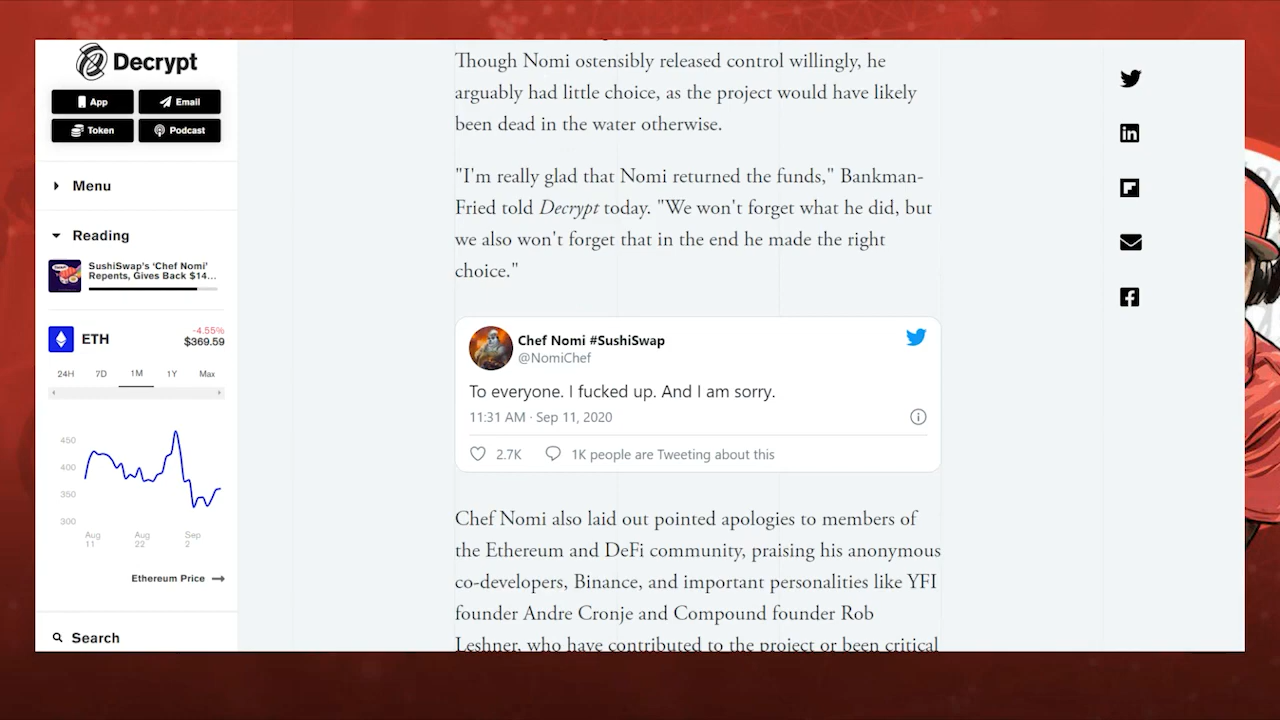 Decrypt
App
Email
Token
Podcast
Menu
Reading
SushiSwap's 'Chef Nomi'
Repents, Gives Back $14...
ETH
-4.55%
$369.59
24H 7D 1M 1Y Max
450
400
350
300
Aug 11
Aug 22
Sep 2
Ethereum Price
Search
Though Nomi ostensibly released control willingly, he
arguably had little choice, as the project would have likely
been dead in the water otherwise.
"I'm really glad that Nomi returned the funds," Bankman-
Fried told Decrypt today. "We won't forget what he did, but
we also won't forget that in the end he made the right
choice."
Chef Nomi #SushiSwap
@NomiChef
To everyone. I fucked up. And I am sorry.
11:31 AM · Sep 11, 2020
2.7K 1K people are Tweeting about this
Chef Nomi also laid out pointed apologies to members of
the Ethereum and DeFi community, praising his anonymous
co-developers, Binance, and important personalities like YFI
founder Andre Cronje and Compound founder Rob
Leshner, who have contributed to the project or been critical